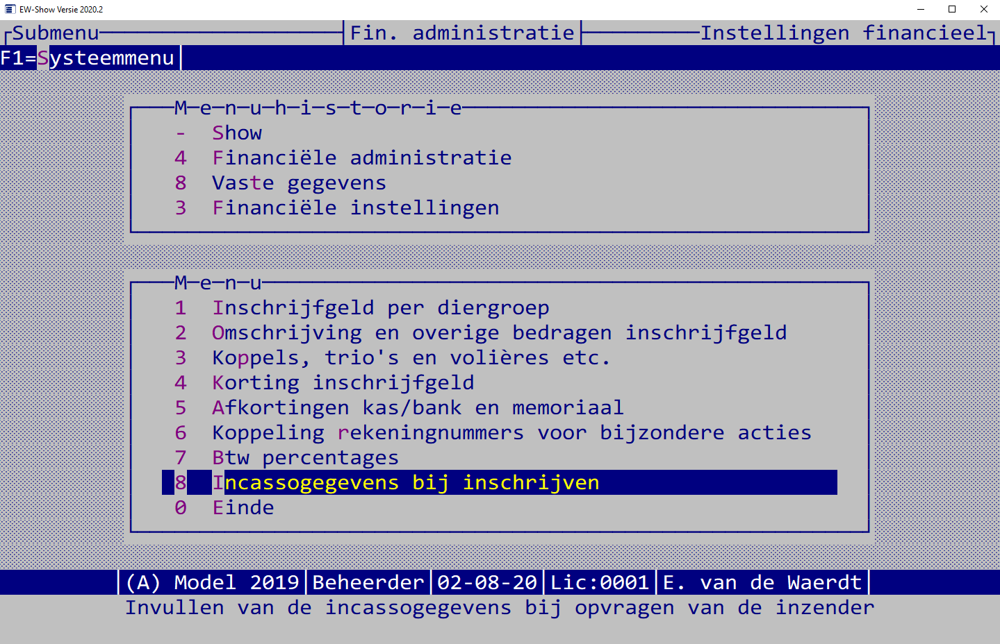 EW-Show Versie 2020.2
Submenu Fin. administratie Instellingen financieel
F1=Systeemmenu
Menuhistorie
- Show
4 Financiële administratie
8 Vaste gegevens
3 Financiële instellingen
Menu
1 Inschrijfgeld per diergroep
2 Omschrijving en overige bedragen inschrijfgeld
3 Koppels, trio's en volières etc.
4 Korting inschrijfgeld
5 Afkortingen kas/bank en memoriaal
6 Koppeling rekeningnummers voor bijzondere acties
7 Btw percentages
8 Incassogegevens bij inschrijven
0 Einde
(A) Model 2019|Beheerder|02-08-20|Lic:0001|E. van de Waerdt
Invullen van de incassogegevens bij opvragen van de inzender